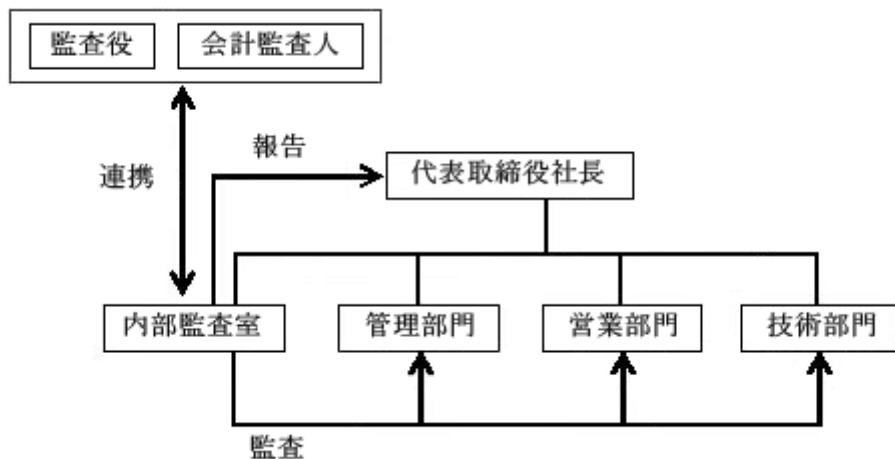 監査役 会計監査人
報告
連携
代表取締役社長
内部監査室 管理部門 営業部門 技術部門
監査